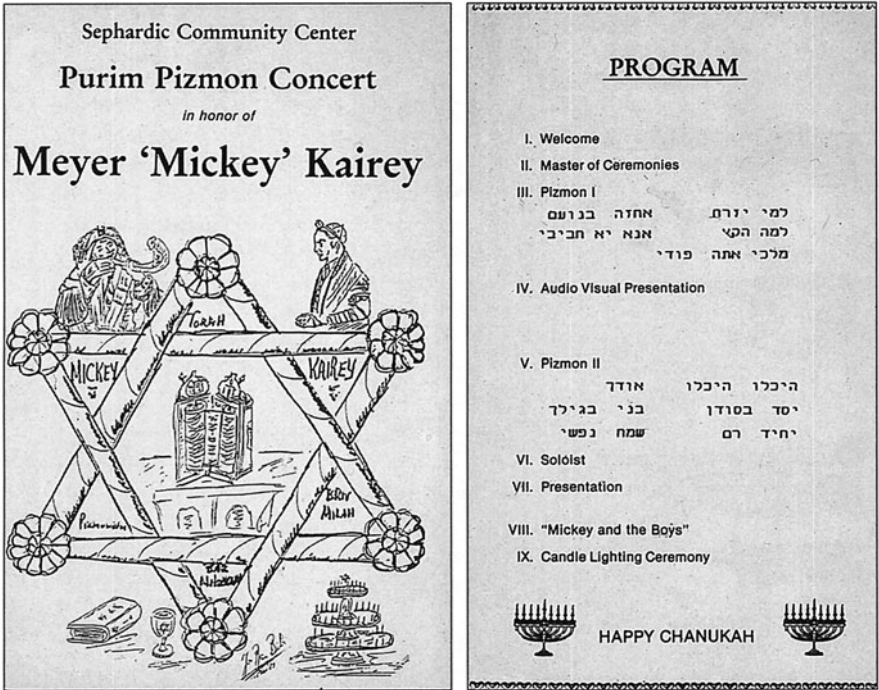 Sephardic Community Center
Purim Pizmon Concert
in honor of
Meyer 'Mickey' Kairey
TORAH
MICKEY
KAIREY
BRIT
MILAH
PROGRAM
I. Welcome
II. Master of Ceremonies
III. Pizmon I
למי יזרח אחזה בנועם
למה הקץ אנא יא חביבי
מלכי אתה פודי
IV. Audio Visual Presentation
V. Pizmon II
היכלו היכלו אודך
יסד בסודן בני בגילך
יחיד רם שמח נפשי
VI. Soloist
VII. Presentation
VIII. "Mickey and the Boys"
IX. Candle Lighting Ceremony
HAPPY CHANUKAH